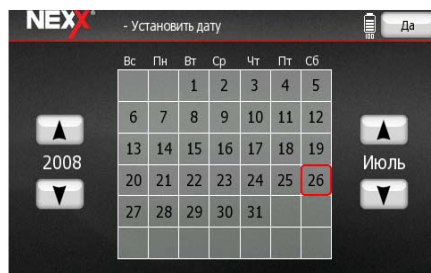 NEXX
- Установить дату
100
Да
Вс Пн Вт Ср Чт Пт Сб
1 2 3 4 5
6 7 8 9 10 11 12
13 14 15 16 17 18 19
2008
Июль
20 21 22 23 24 25 26
27 28 29 30 31